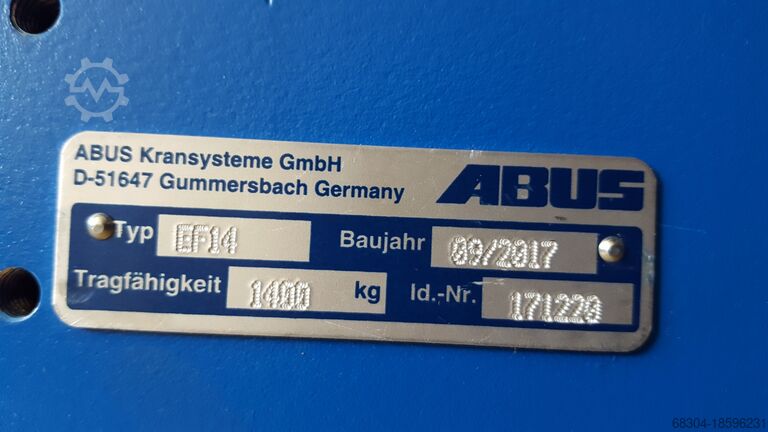 ABUS Kransysteme GmbH
D-51647 Gummersbach Germany
ABUS
Typ EF14 Baujahr 09/2017
Tragfähigkeit 1400 kg Id.-Nr. 171220
68304-18596231